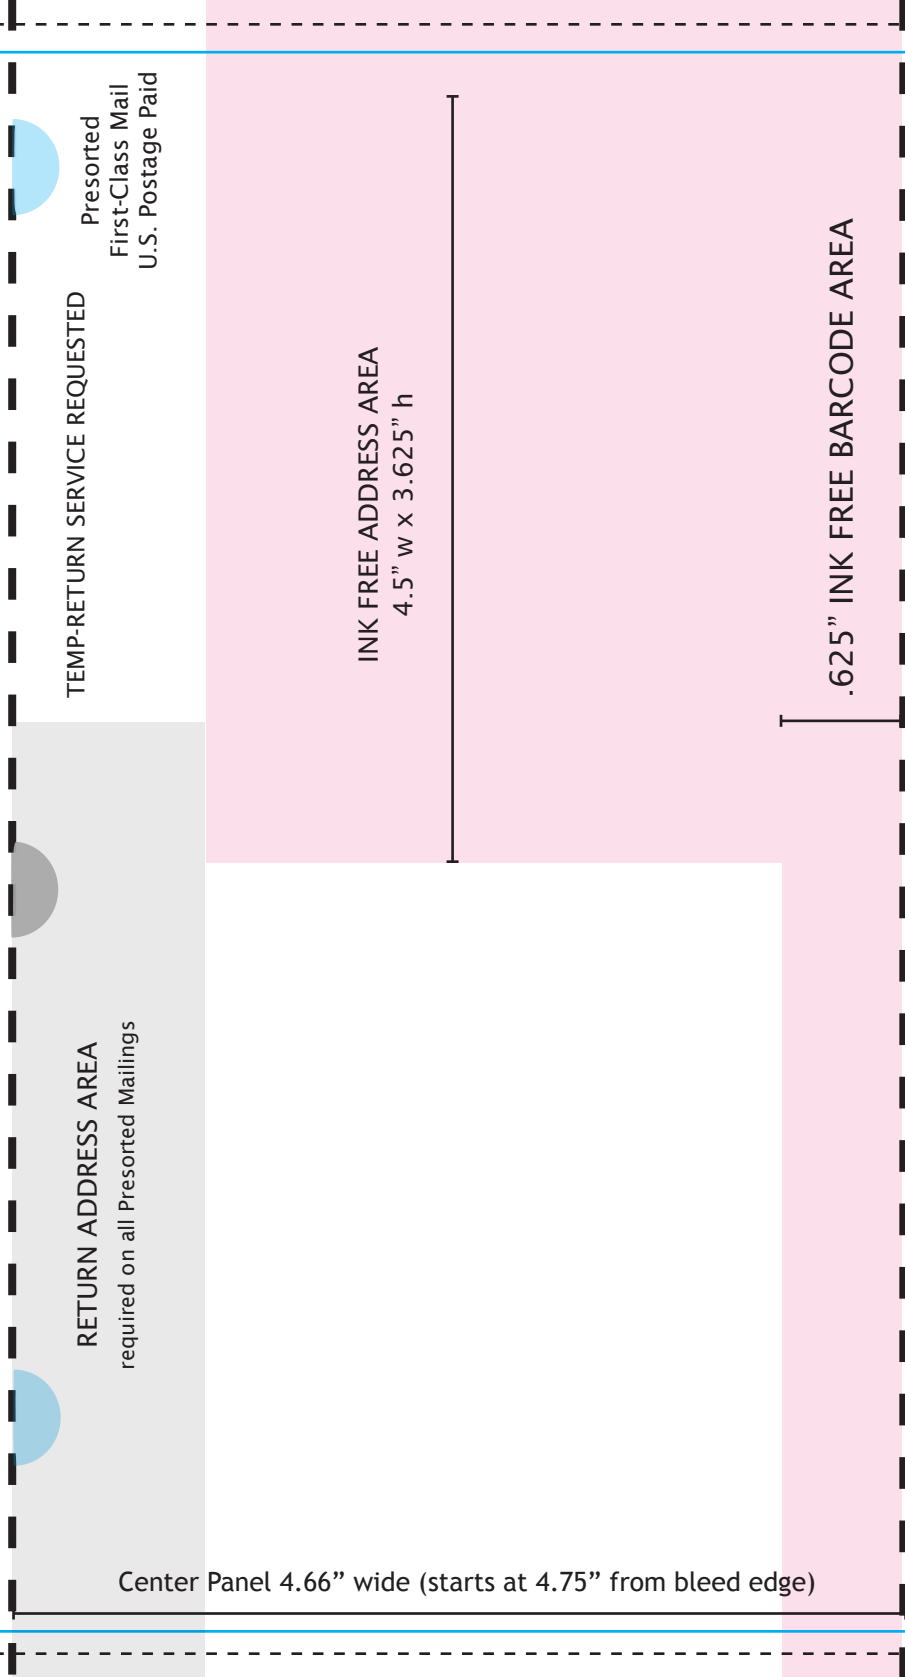 RETURN ADDRESS AREA
required on all Presorted Mailings
TEMP-RETURN SERVICE REQUESTED
Presorted
First-Class Mail
U.S. Postage Paid
INK FREE ADDRESS AREA
4.5” w x 3.625” h
.625” INK FREE BARCODE AREA
Center Panel 4.66” wide (starts at 4.75” from bleed edge)